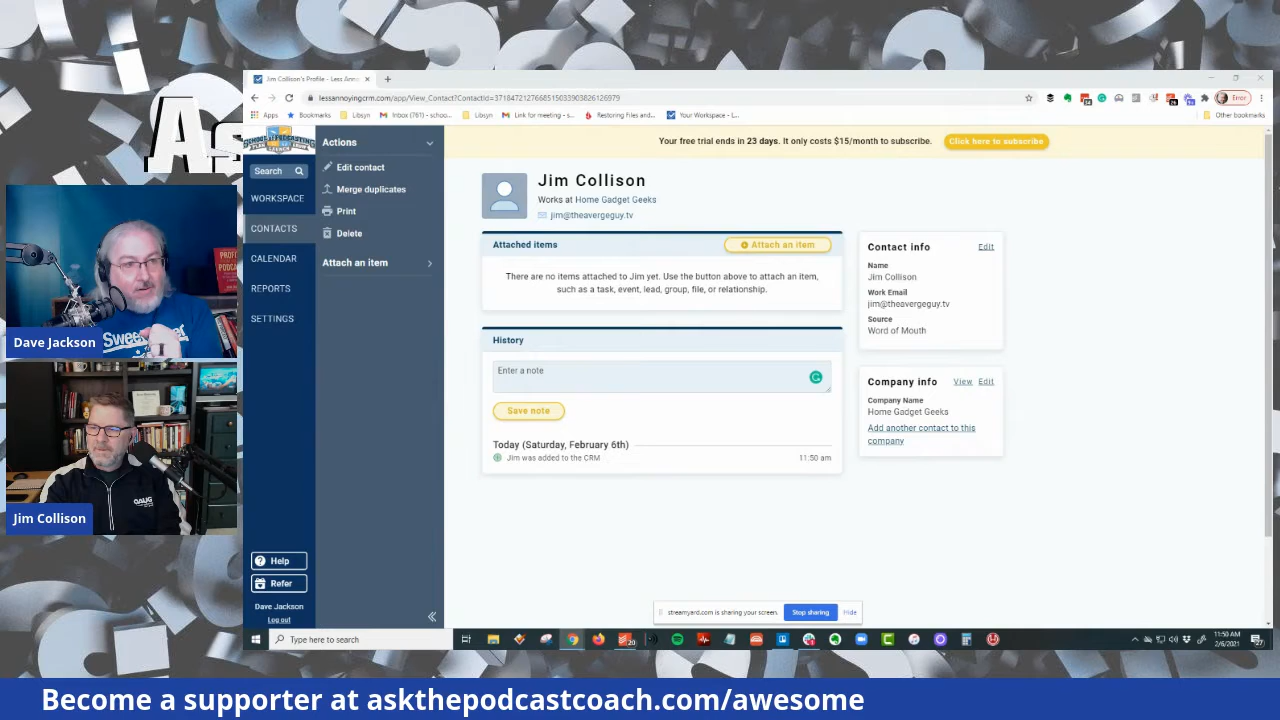 As
Jim Collison's Profile - Less Anno
lessannoyingcrm.com/app/View_Contact?ContactId=3718472127668515033903826126979
Error
Apps
Bookmarks
Libsyn
Inbox (761) - schoo...
Libsyn
Link for meeting - s...
Restoring files and...
Your Workspace - L...
Other bookmarks
Search
WORKSPACE
CONTACTS
CALENDAR
REPORTS
SETTINGS
Help
Refer
Dave Jackson
Log out
Actions
Edit contact
Merge duplicates
Print
Delete
Attach an item
Your free trial ends in 23 days. It only costs $15/month to subscribe.
Click here to subscribe
Jim Collison
Works at Home Gadget Geeks
jim@theavergeguy.tv
Attached items
Attach an item
There are no items attached to Jim yet. Use the button above to attach an item,
such as a task, event, lead, group, file, or relationship.
History
Enter a note
Save note
Today (Saturday, February 6th)
Jim was added to the CRM
11:50 am
Contact info
Edit
Name
Jim Collison
Work Email
jim@theavergeguy.tv
Source
Word of Mouth
Company info
View
Edit
Company Name
Home Gadget Geeks
Add another contact to this
company
Dave Jackson
Jim Collison
streamyard.com is sharing your screen.
Stop sharing
Hide
Type here to search
11:50 AM
2/6/2021
Become a supporter at askthepodcastcoach.com/awesome